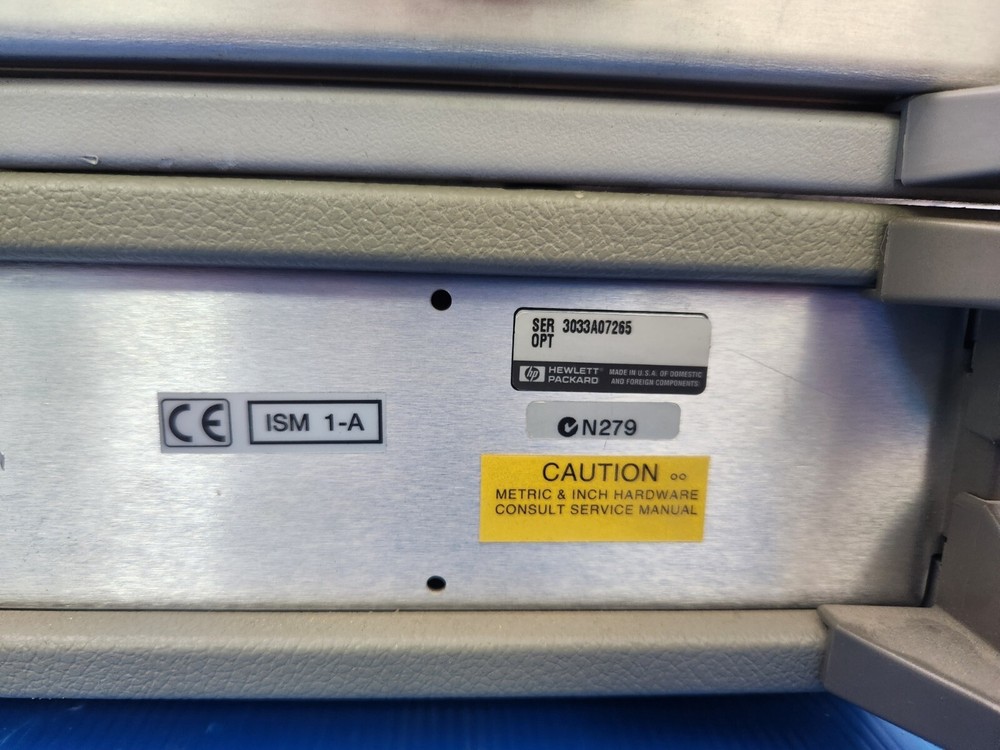 SER 3033A07265
OPT
hp HEWLETT® PACKARD MADE IN U.S.A. OF DOMESTIC AND FOREIGN COMPONENTS.
CE ISM 1-A
N279
CAUTION
METRIC & INCH HARDWARE
CONSULT SERVICE MANUAL